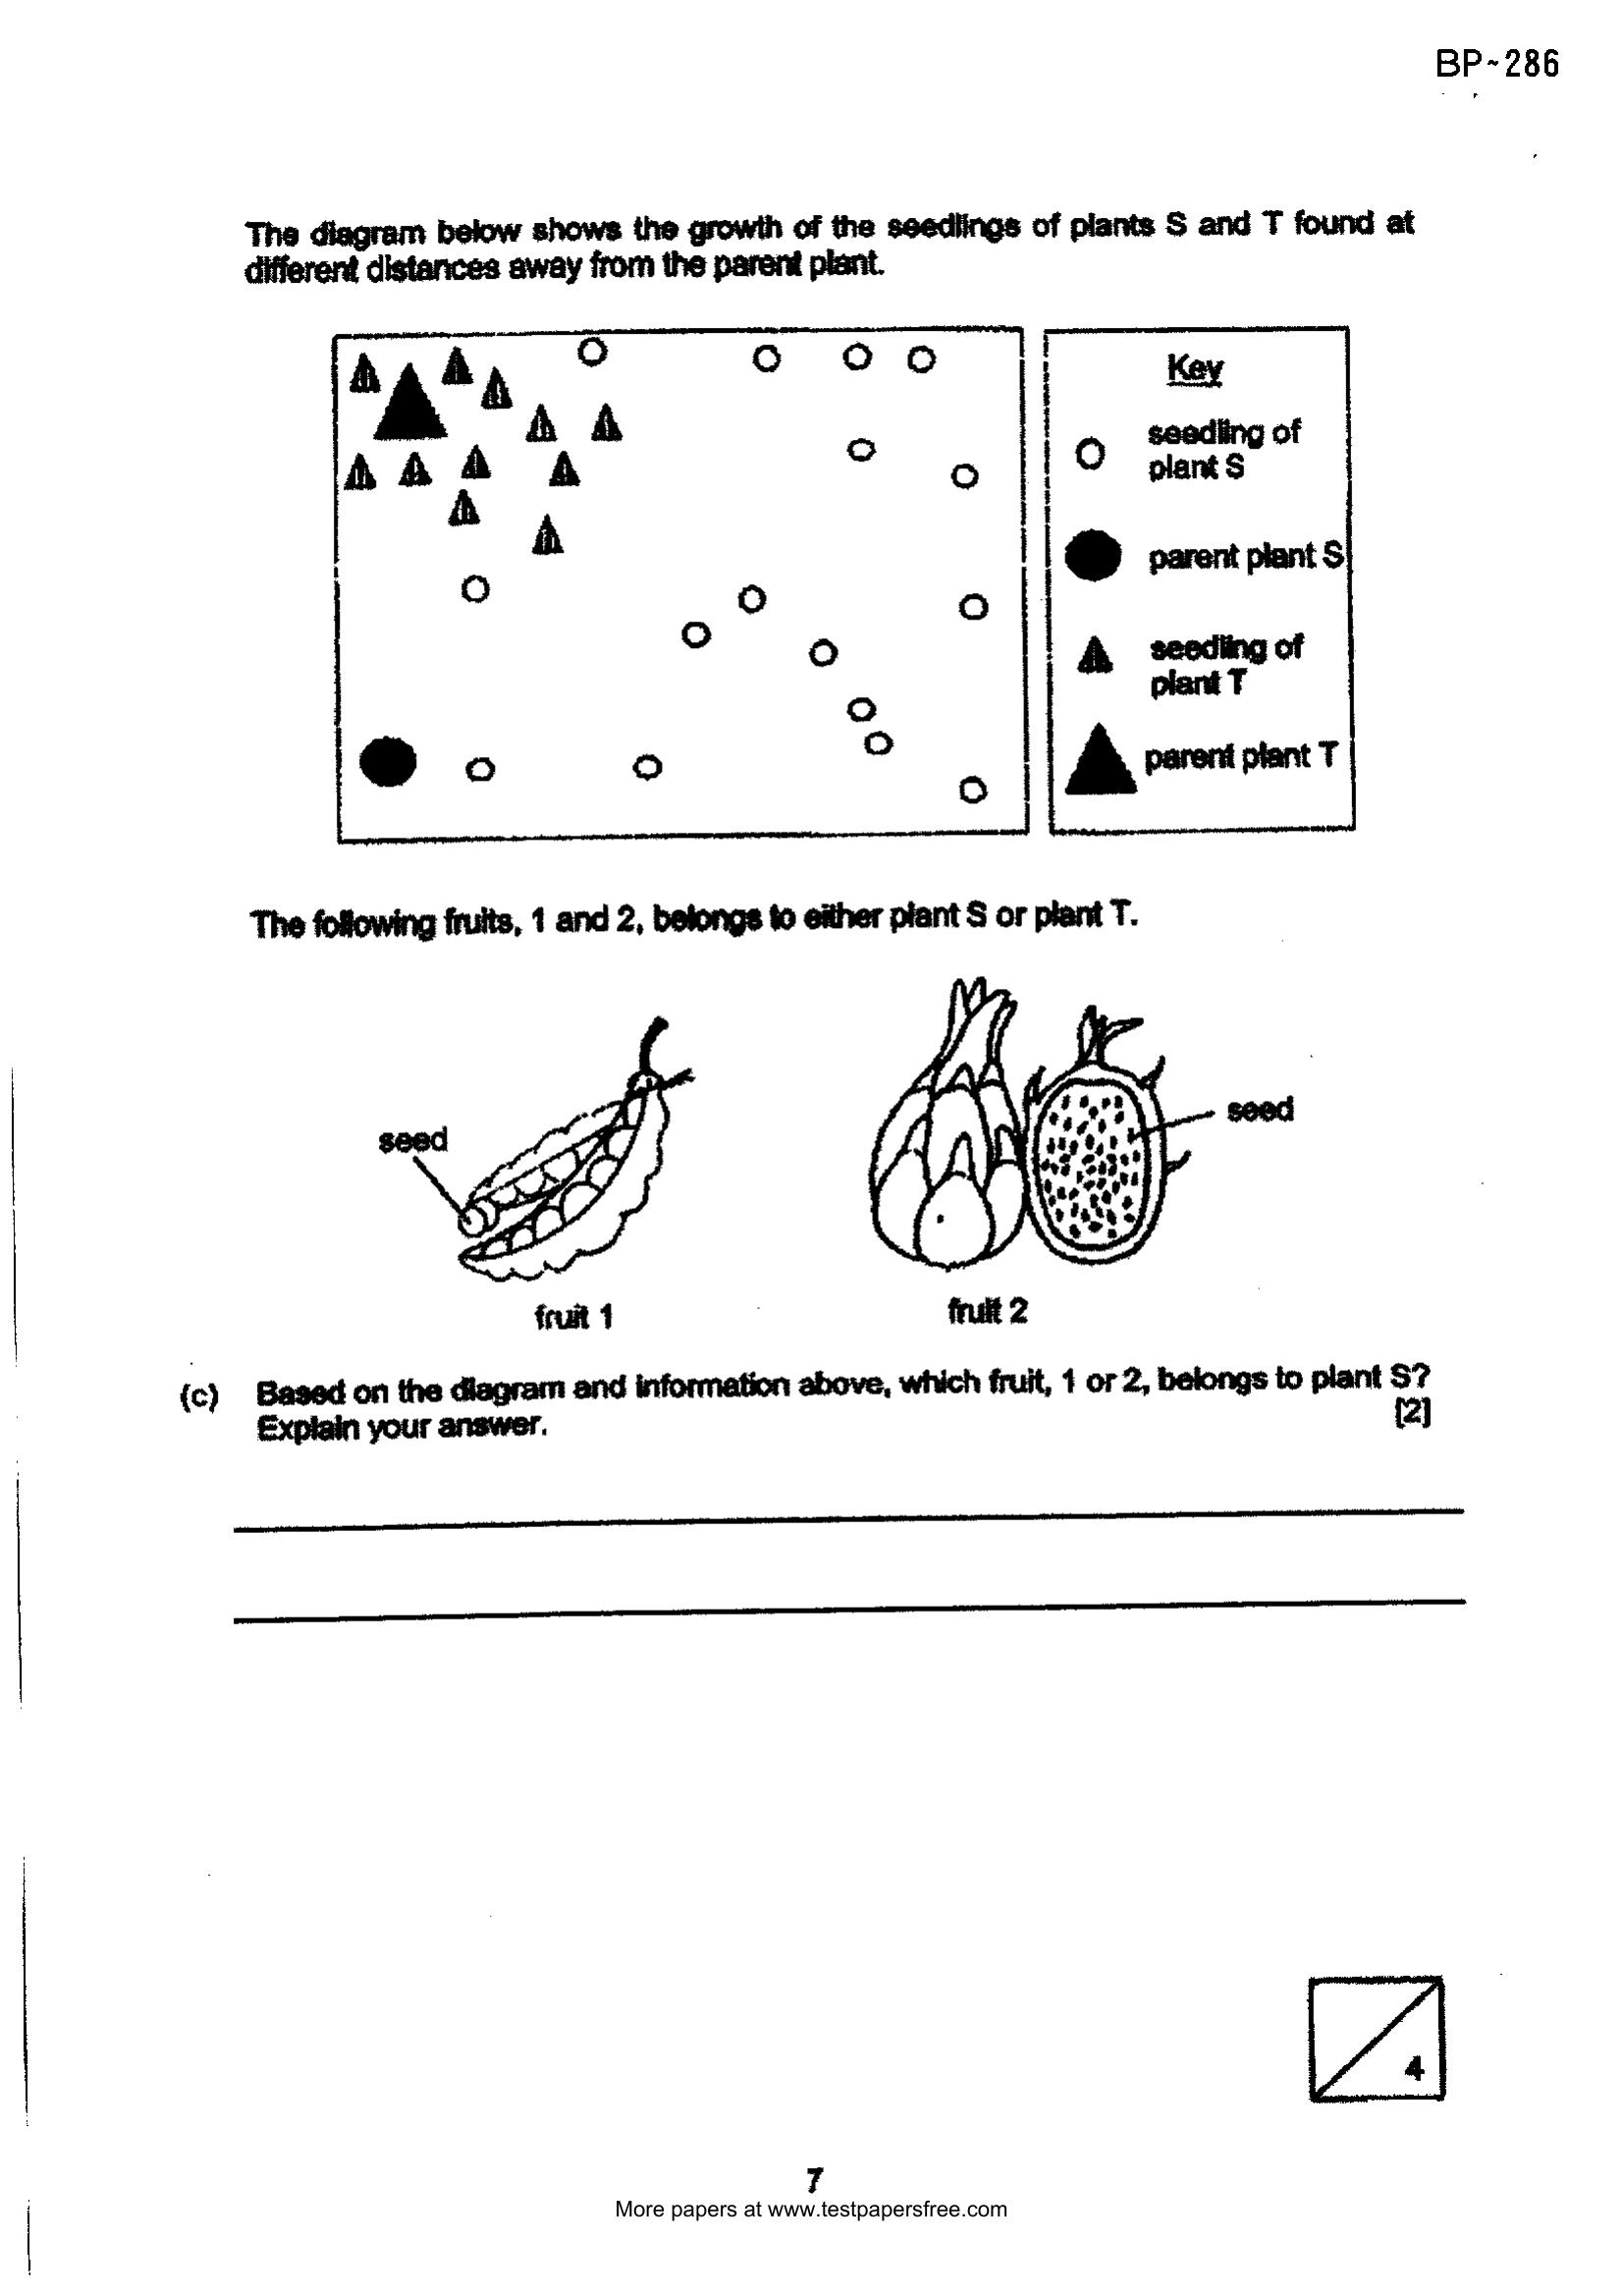 BP~286
The diagram below shows the growth of the seedlings of plants S and T found at
different distances away from the parent plant.
Key
seedling of
plant S
parent plant S
seedling of
plant T
parent plant T
The following fruits, 1 and 2, belongs to either plant S or plant T.
seed
seed
fruit 1
fruit 2
(c) Based on the diagram and information above, which fruit, 1 or 2, belongs to plant S?
Explain your answer. [2]
4
7
More papers at www.testpapersfree.com